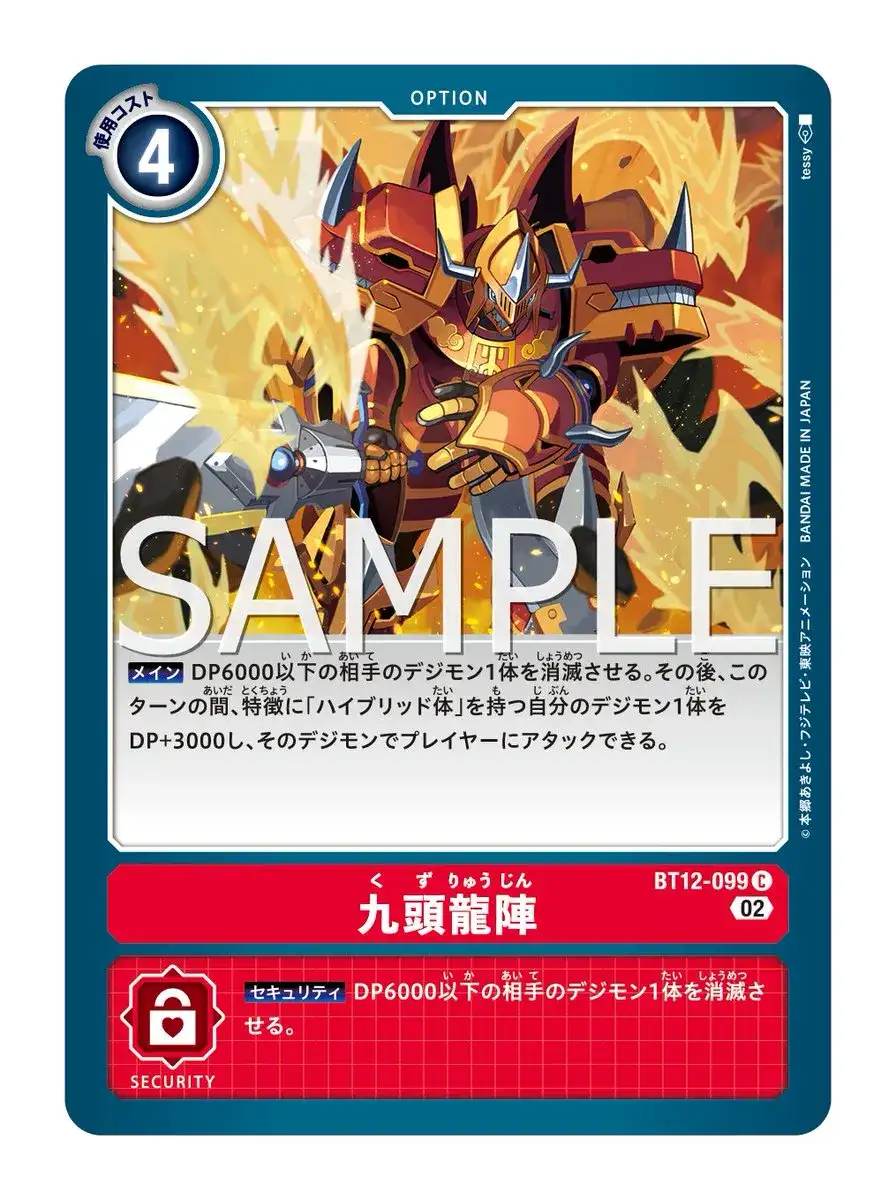 OPTION
使用コスト
4
tessy
SAMPLE
メイン DP6000以下の相手のデジモン1体を消滅させる。その後、この
ターンの間、特徴に「ハイブリッド体」を持つ自分のデジモン1体を
DP+3000し、そのデジモンでプレイヤーにアタックできる。
©本郷あきよし・フジテレビ・東映アニメーション BANDAI MADE IN JAPAN
BT12-099 C
02
くずりゅうじん
九頭龍陣
セキュリティ DP6000以下の相手のデジモン1体を消滅さ
せる。
SECURITY